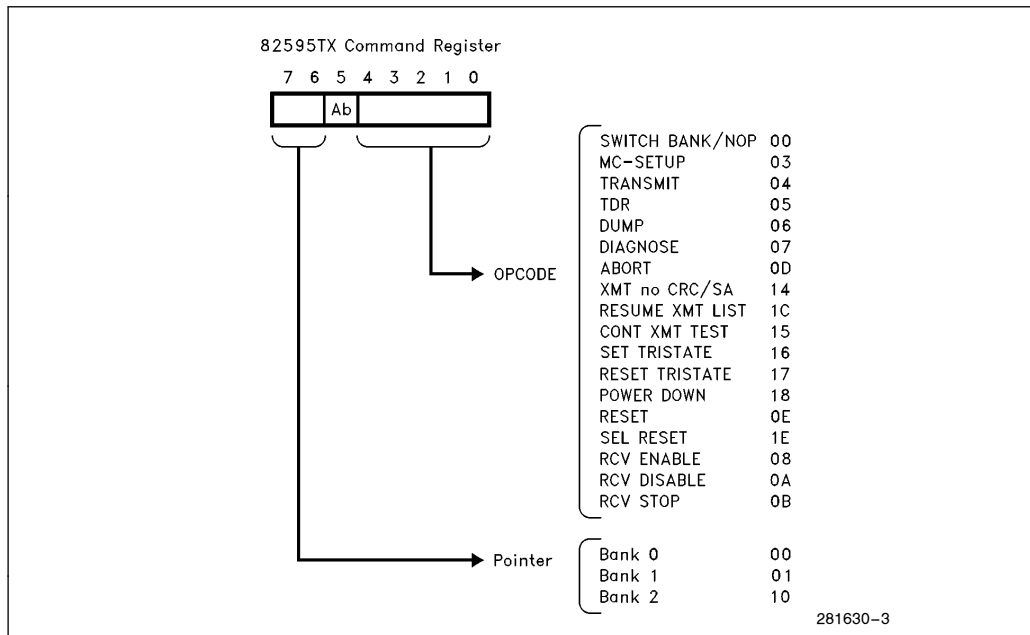 82595TX Command Register
7 6 5 4 3 2 1 0
Ab
SWITCH BANK/NOP 00
MC-SETUP 03
TRANSMIT 04
TDR 05
DUMP 06
DIAGNOSE 07
OPCODE
ABORT 0D
XMT no CRC/SA 14
RESUME XMT LIST 1C
CONT XMT TEST 15
SET TRISTATE 16
RESET TRISTATE 17
POWER DOWN 18
RESET 0E
SEL RESET 1E
RCV ENABLE 08
RCV DISABLE 0A
RCV STOP 0B
Pointer
Bank 0 00
Bank 1 01
Bank 2 10
281630-3